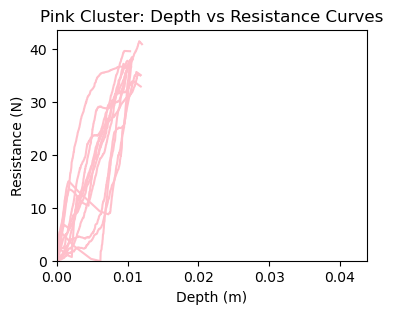 Pink Cluster: Depth vs Resistance Curves
Resistance (N)
40
30
20
10
0
0.00 0.01 0.02 0.03 0.04
Depth (m)